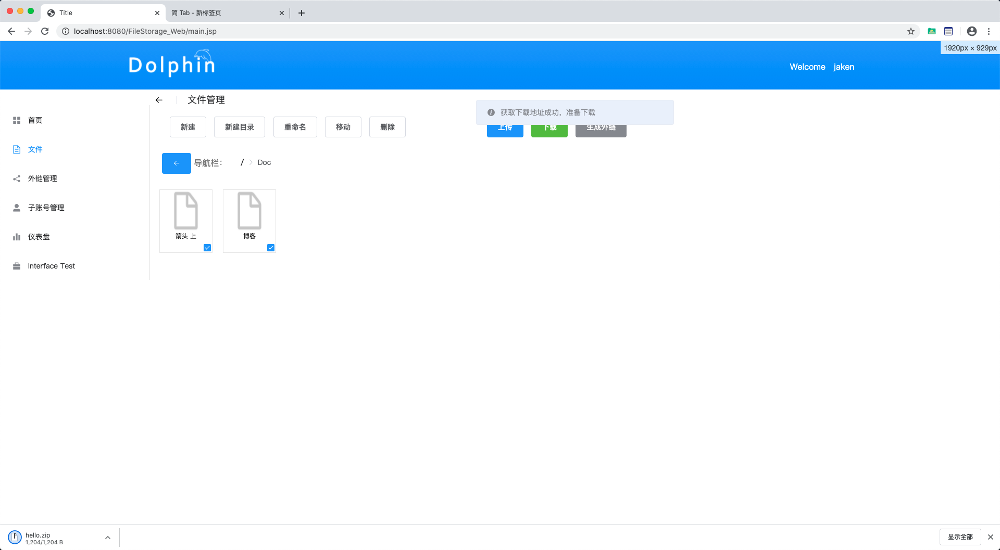 Title
简 Tab - 新标签页
localhost:8080/FileStorage_Web/main.jsp
1920px × 929px
Dolphin
Welcome jaken
文件管理
获取下载地址成功，准备下载
首页
新建 新建目录 重命名 移动 删除 上传 下载 生成外链
文件
导航栏： / Doc
外链管理
子账号管理
箭头 上 博客
仪表盘
Interface Test
hello.zip
1,204/1,204 B
显示全部